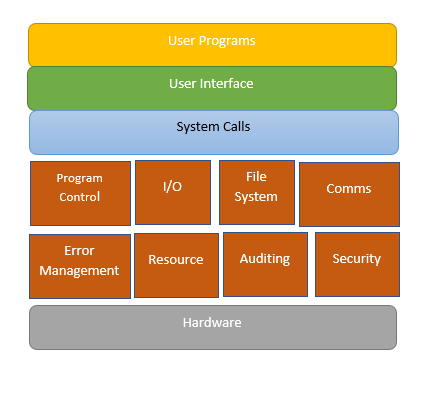 User Programs
User Interface
System Calls
Program
Control
I/O
File
System
Comms
Error
Management
Resource
Auditing
Security
Hardware